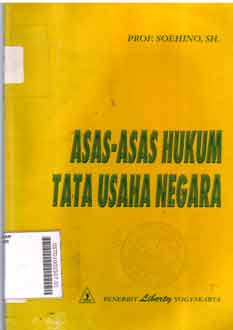 PROF. SOEHINO, SH.
ASAS-ASAS HUKUM
TATA USAHA NEGARA
PENERBIT Liberty YOGYAKARTA